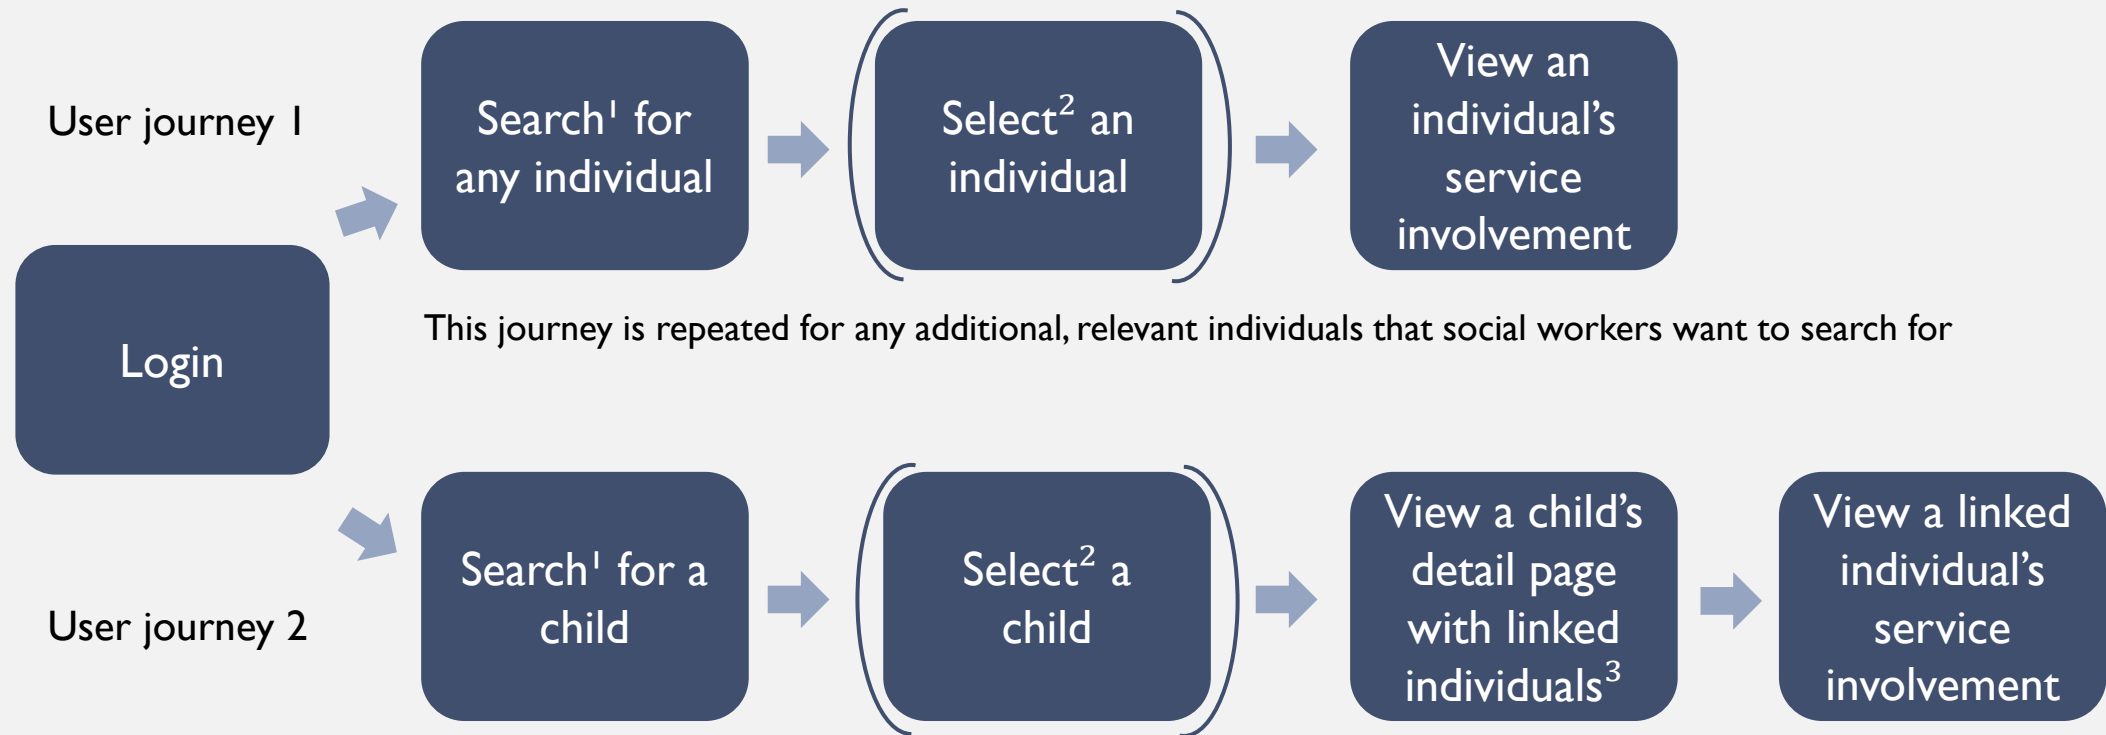 User journey 1
Search¹ for
any individual
Select² an
individual
View an
individual’s
service
involvement
This journey is repeated for any additional, relevant individuals that social workers want to search for
Login
User journey 2
Search¹ for a
child
Select² a
child
View a child’s
detail page
with linked
individuals³
View a linked
individual’s
service
involvement